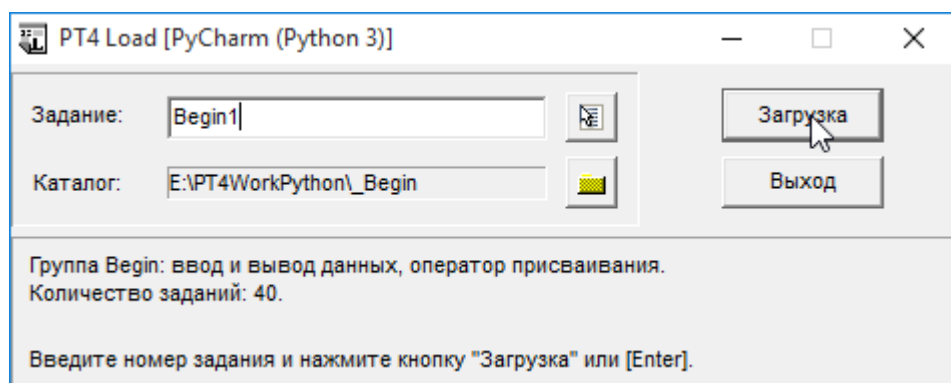 PT4 Load [PyCharm (Python 3)]
Задание: Begin1 Загрузка
Каталог: E:\PT4WorkPython\_Begin Выход
Группа Begin: ввод и вывод данных, оператор присваивания.
Количество заданий: 40.
Введите номер задания и нажмите кнопку "Загрузка" или [Enter].